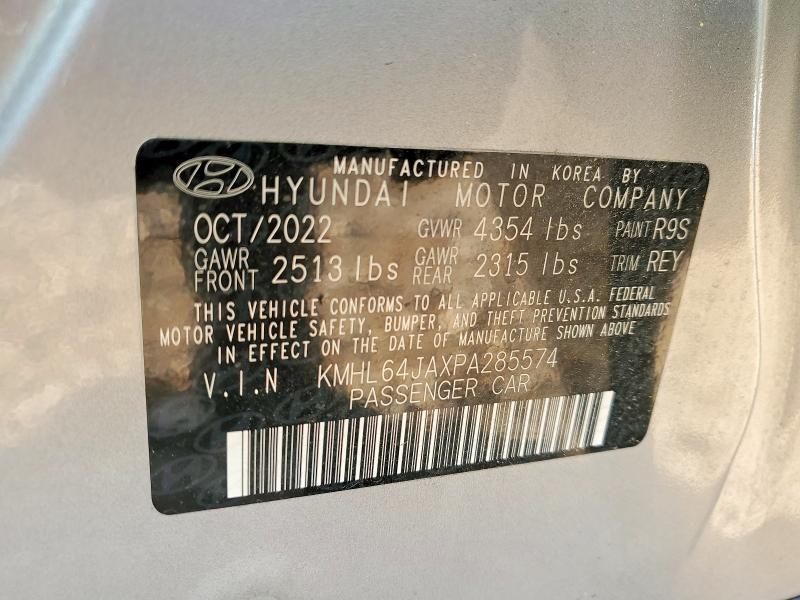 MANUFACTURED IN KOREA BY
HYUNDAI MOTOR COMPANY
OCT/2022 GVWR 4354 lbs PAINT R9S
GAWR FRONT 2513 lbs GAWR REAR 2315 lbs TRIM REY
THIS VEHICLE CONFORMS TO ALL APPLICABLE U.S.A. FEDERAL
MOTOR VEHICLE SAFETY, BUMPER, AND THEFT PREVENTION STANDARDS
IN EFFECT ON THE DATE OF MANUFACTURE SHOWN ABOVE
V.I.N KMHL64JAXPA285574
PASSENGER CAR